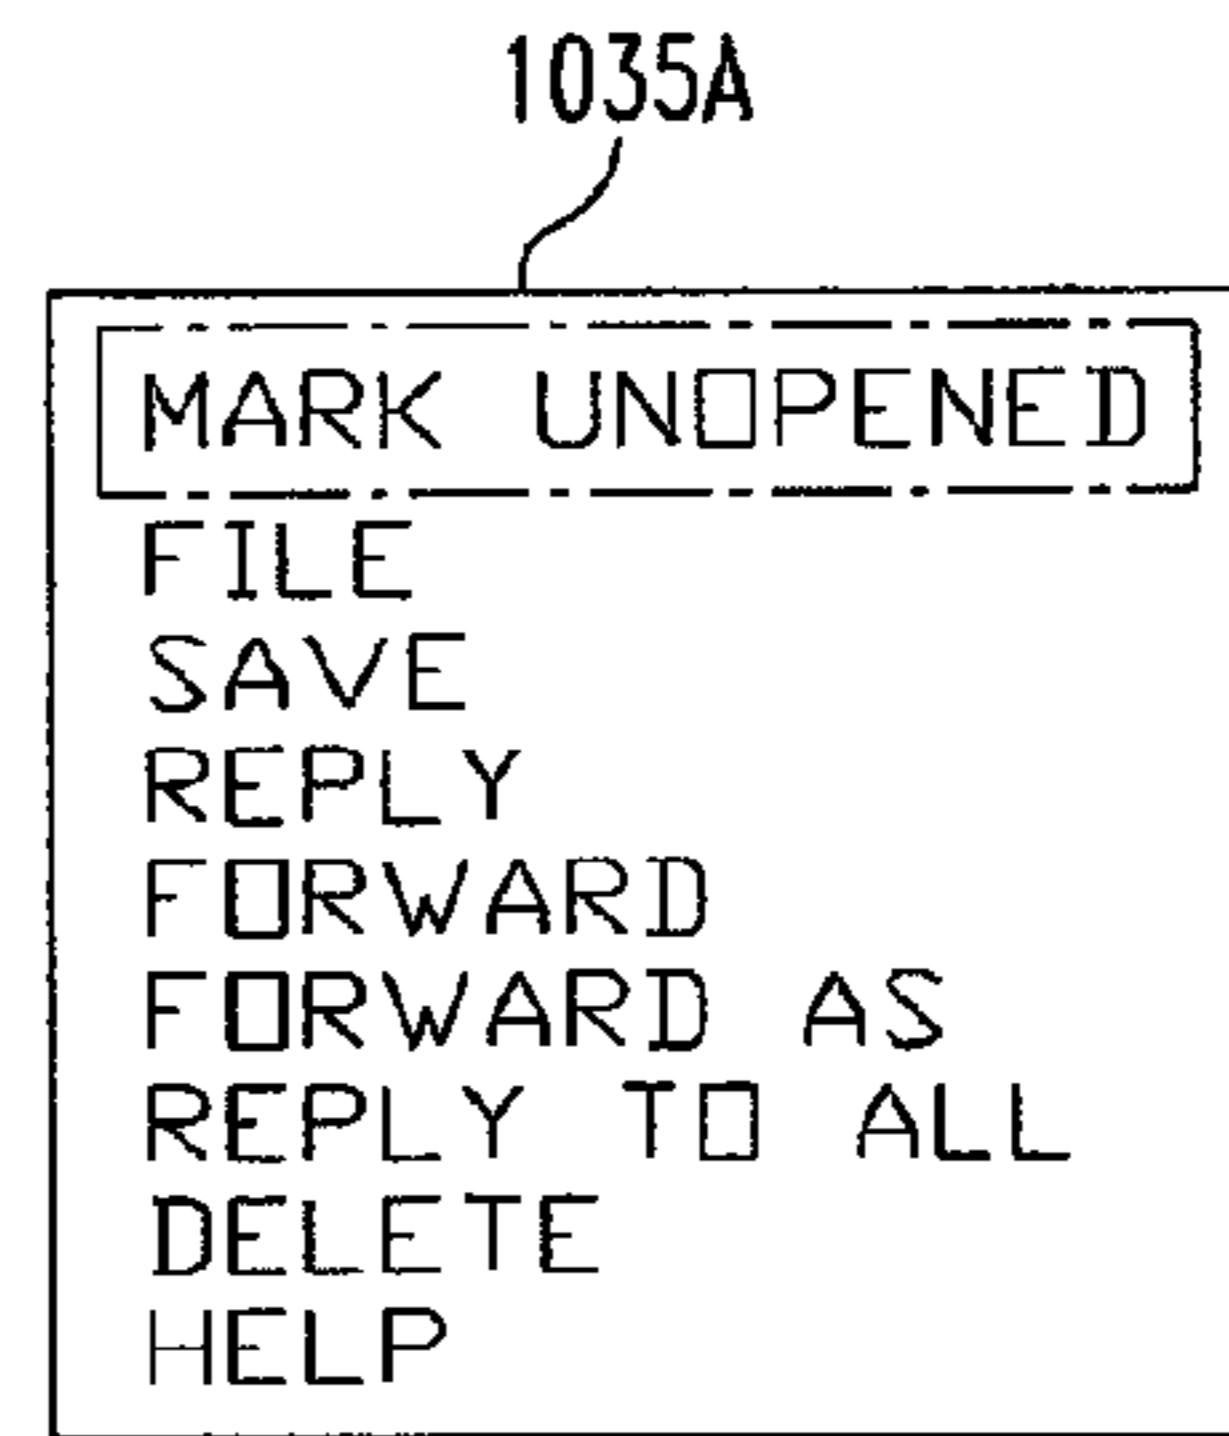 1035A
MARK UNOPENED
FILE
SAVE
REPLY
FORWARD
FORWARD AS
REPLY TO ALL
DELETE
HELP